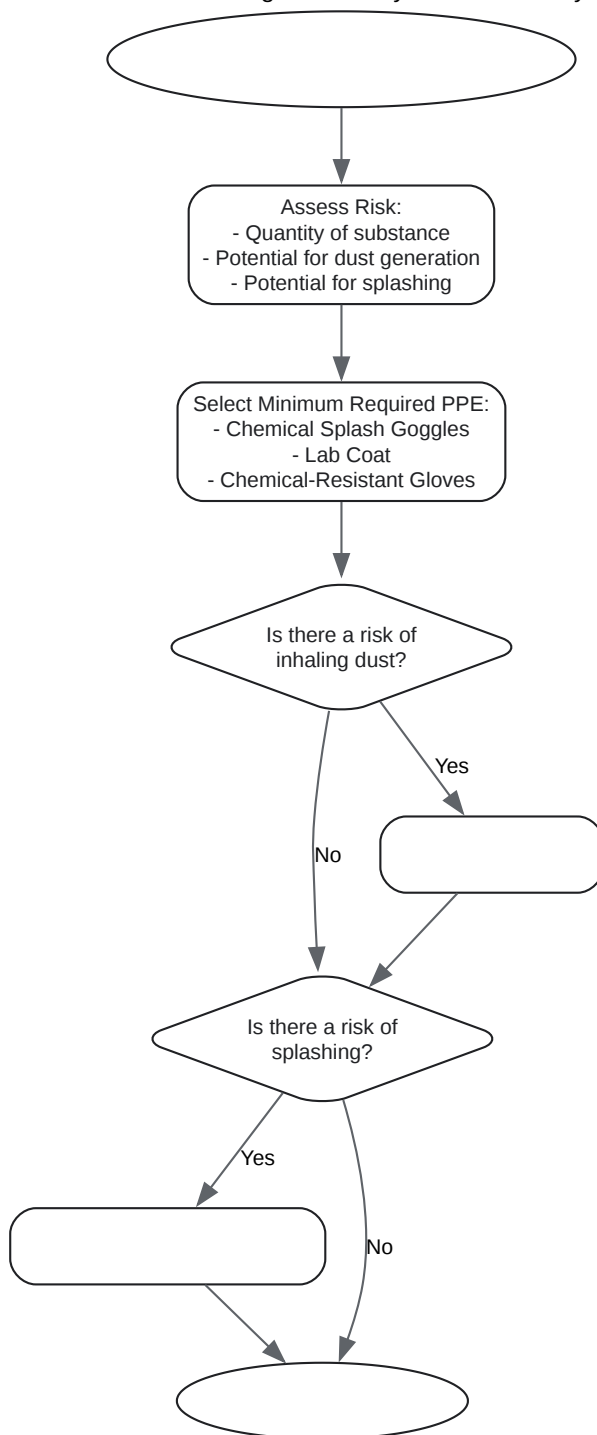 Assess Risk:
- Quantity of substance
- Potential for dust generation
- Potential for splashing
Select Minimum Required PPE:
- Chemical Splash Goggles
- Lab Coat
- Chemical-Resistant Gloves
Is there a risk of
inhaling dust?
Yes
No
Is there a risk of
splashing?
Yes
No